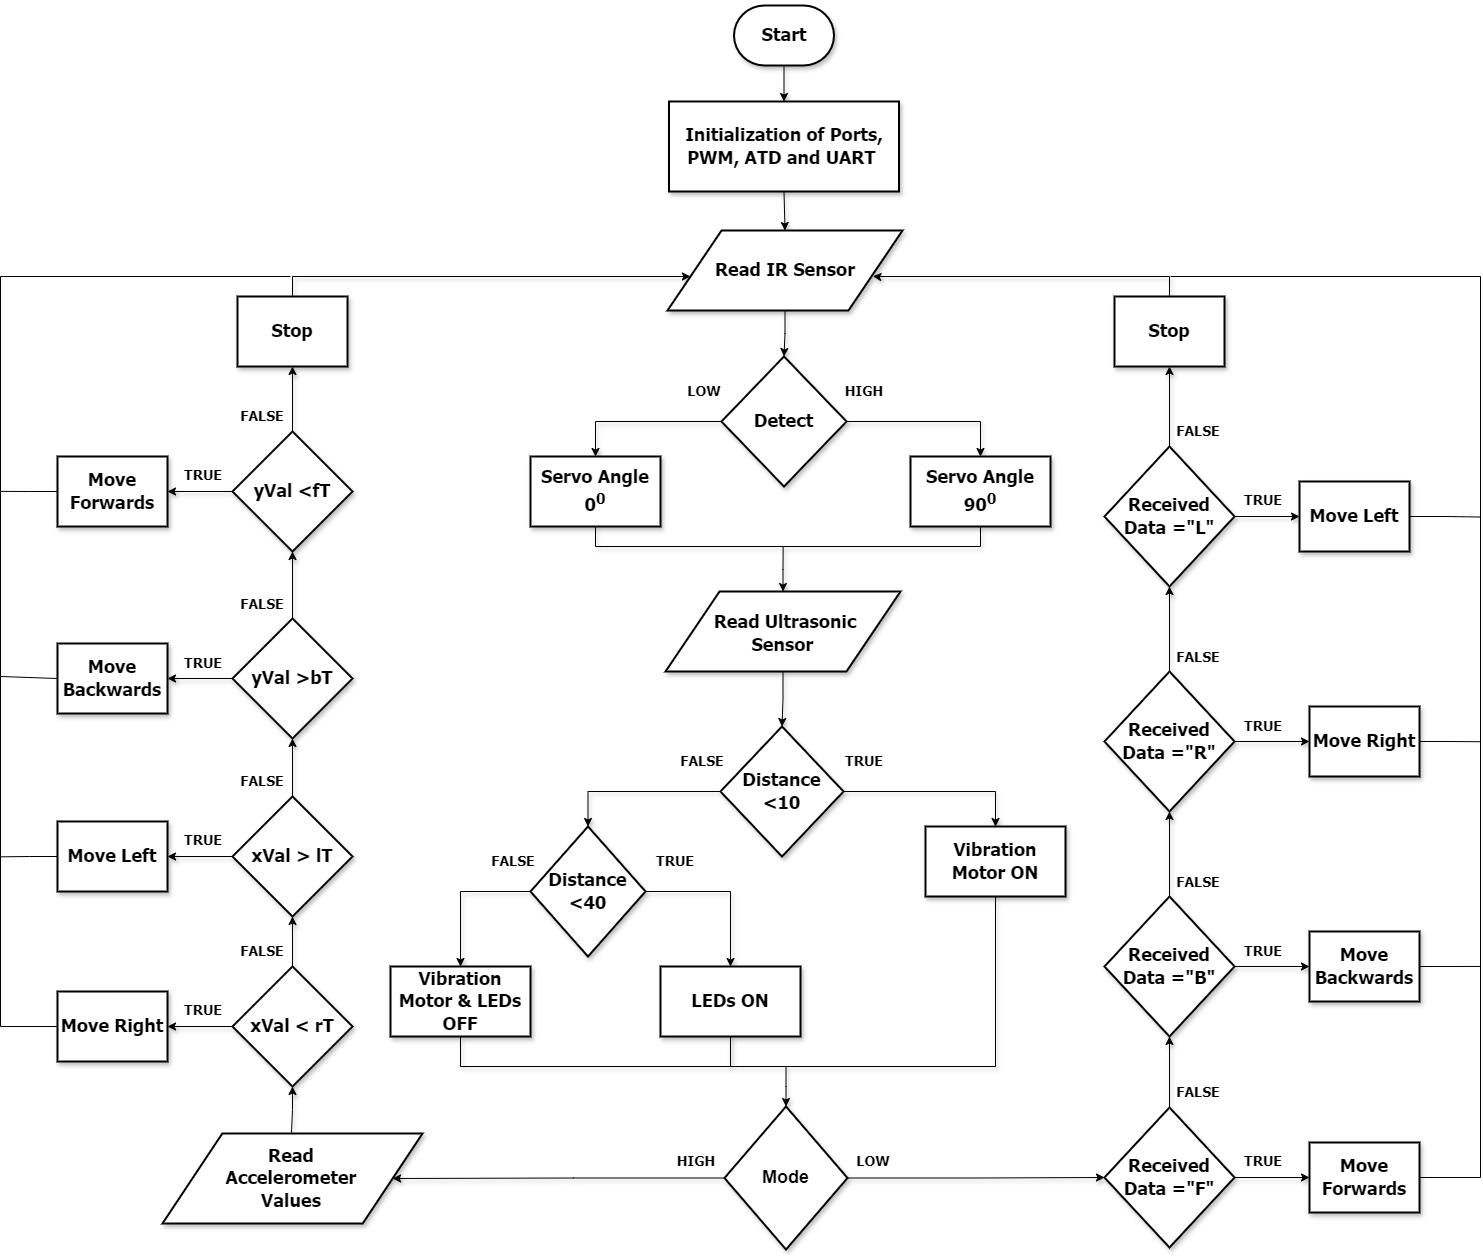 Start
Initialization of Ports,
PWM, ATD and UART
Read IR Sensor
Stop
Stop
LOW
HIGH
Detect
FALSE
FALSE
Servo Angle
0⁰
Servo Angle
90⁰
TRUE
Move
Forwards
yVal <fT
Received
Data ="L"
TRUE
Move Left
FALSE
Read Ultrasonic
Sensor
FALSE
TRUE
Move
Backwards
yVal >bT
Received
Data ="R"
TRUE
Move Right
FALSE
FALSE
TRUE
Distance
<10
TRUE
Move Left
xVal > lT
FALSE
TRUE
Distance
<40
Vibration
Motor ON
FALSE
FALSE
Received
Data ="B"
TRUE
Move
Backwards
Vibration
Motor & LEDs
OFF
LEDs ON
TRUE
Move Right
xVal < rT
FALSE
Read
Accelerometer
Values
HIGH
Mode
LOW
Received
Data ="F"
TRUE
Move
Forwards